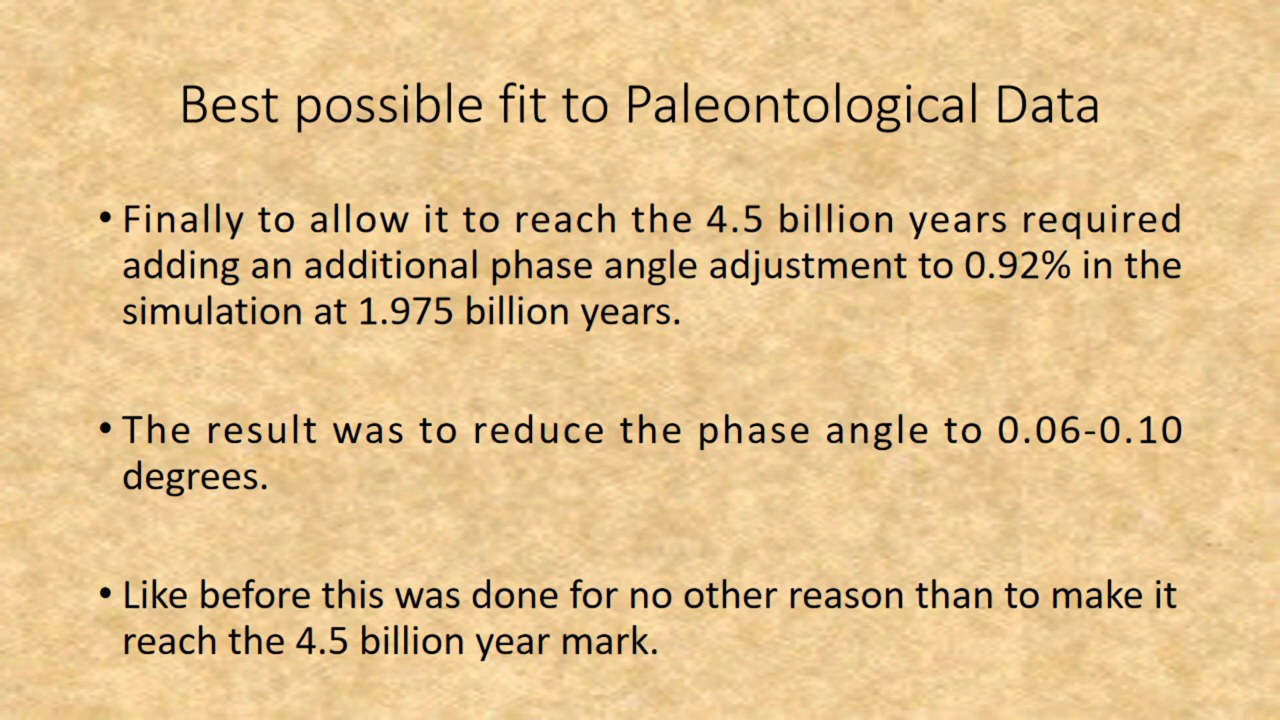 Best possible fit to Paleontological Data
• Finally to allow it to reach the 4.5 billion years required
adding an additional phase angle adjustment to 0.92% in the
simulation at 1.975 billion years.
• The result was to reduce the phase angle to 0.06-0.10
degrees.
• Like before this was done for no other reason than to make it
reach the 4.5 billion year mark.